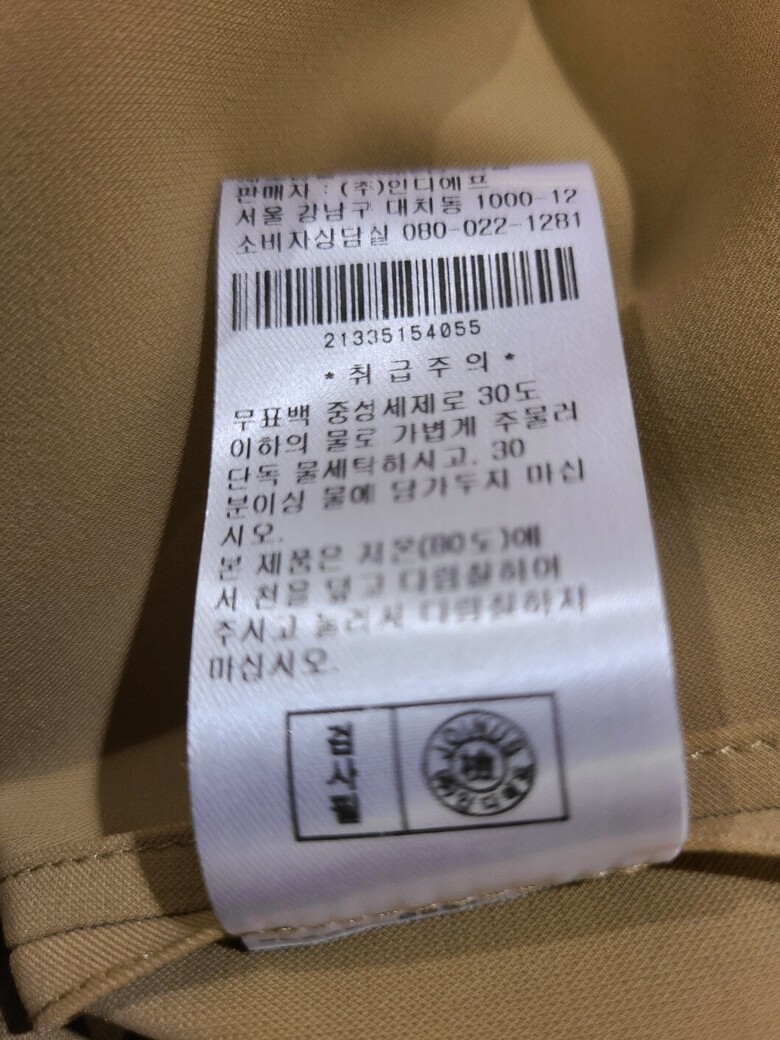 판매자 : (주)인디에프
서울 강남구 대치동 1000-12
소비자상담실 080-022-1281
21335154055
*취급주의*
무표백 중성세제로 30도
이하의 물로 가볍게 주물러
단독 물세탁하시고. 30
분이상 물에 담가두지 마십
시오.
본 제품은 저온(80도)에
서 천을 덮고 다림질하여
주시고 눌러서 다림질하지
마십시오.
검사필
JOINUS
檢